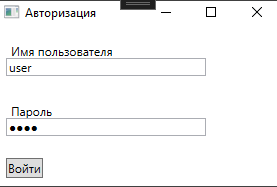 Авторизация
Имя пользователя
user
Пароль
●●●●
Войти